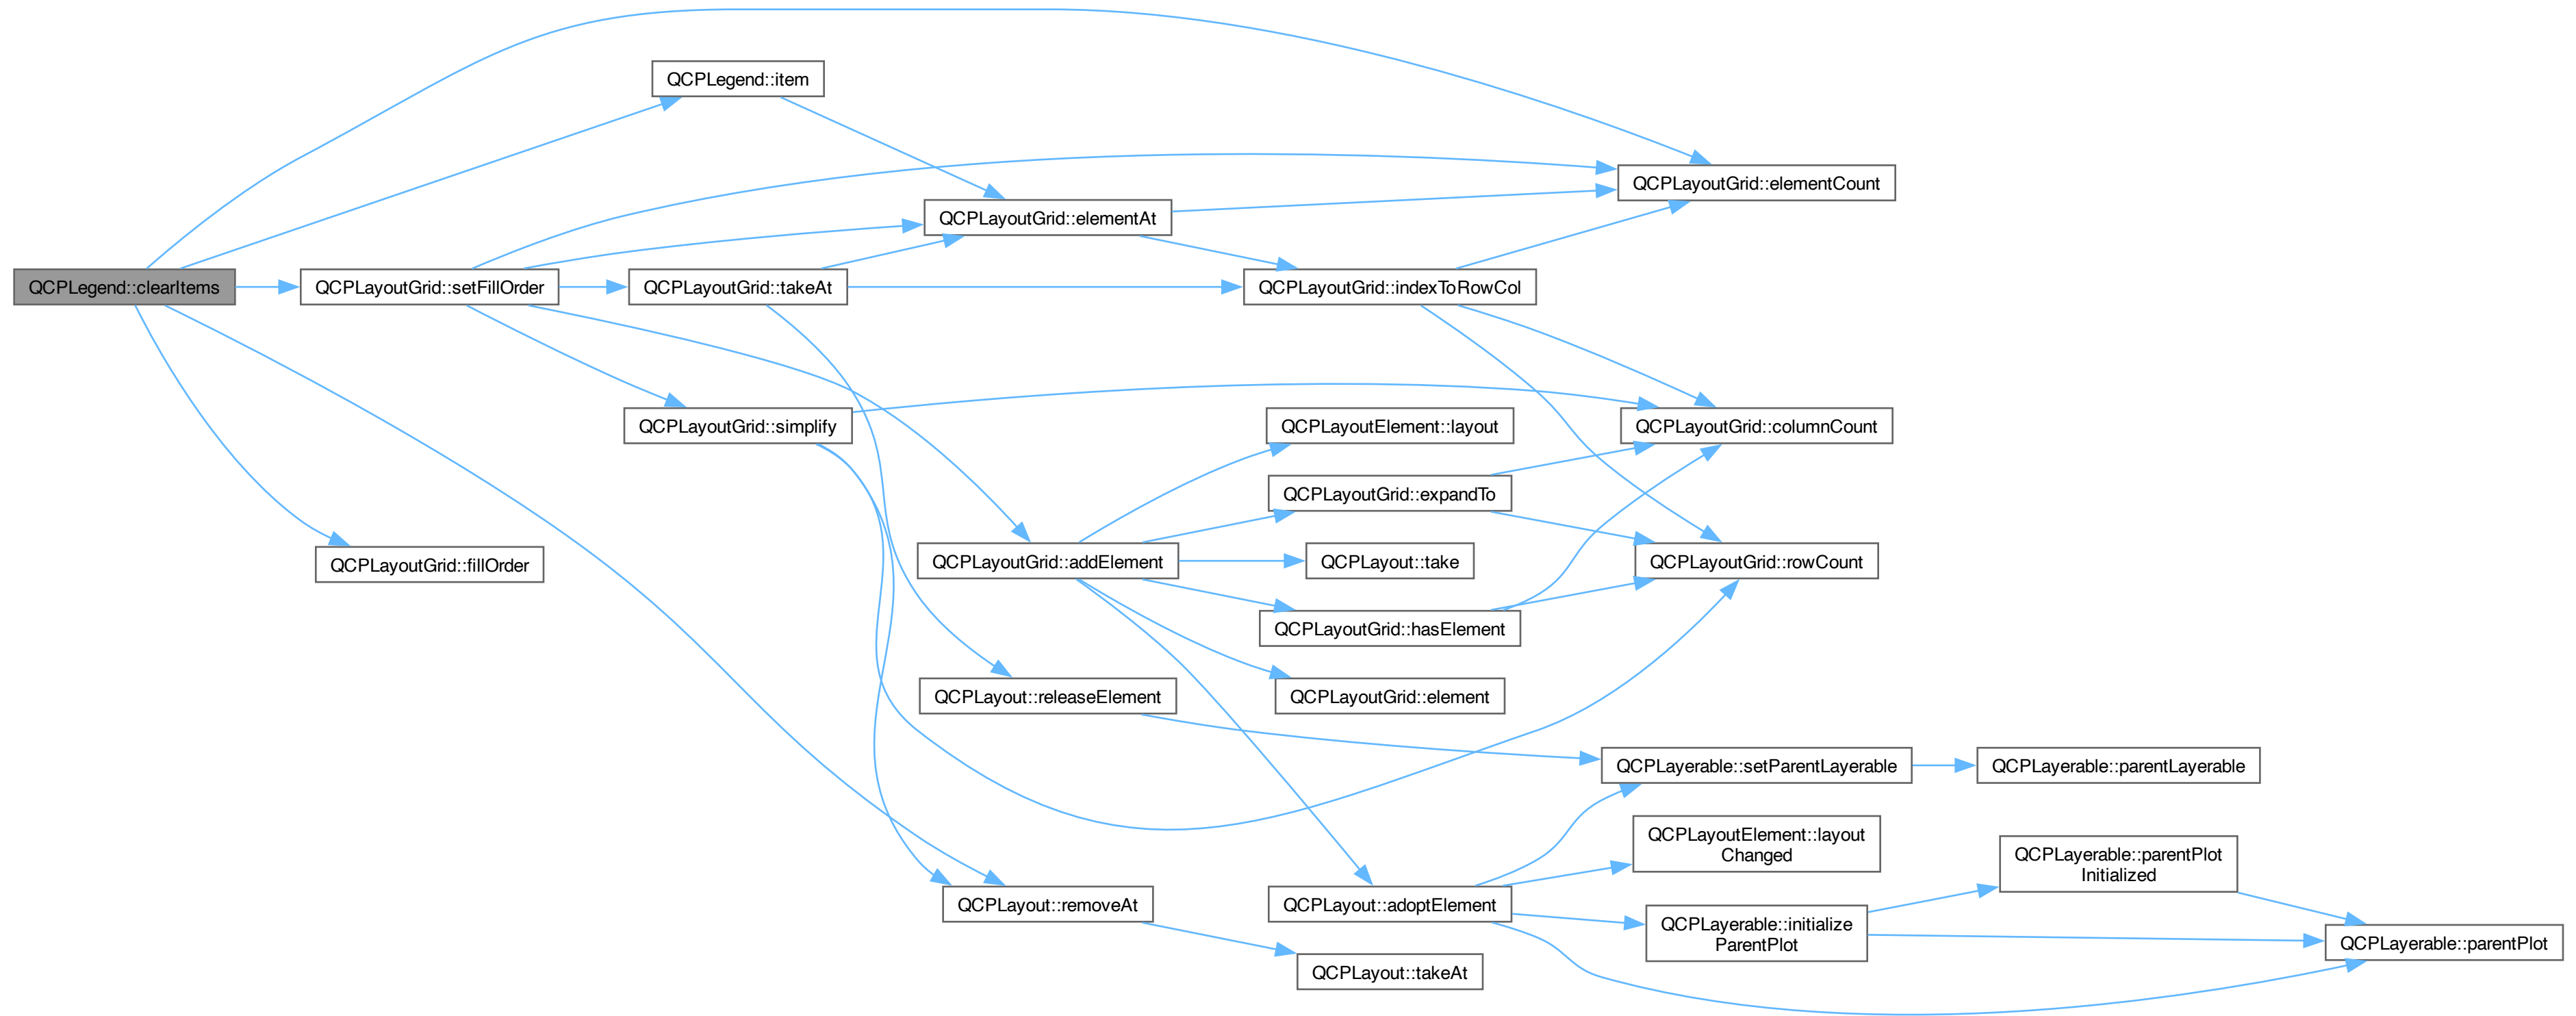 QCPLegend::item
QCPLayoutGrid::elementCount
QCPLayoutGrid::elementAt
QCPLegend::clearItems
QCPLayoutGrid::setFillOrder
QCPLayoutGrid::takeAt
QCPLayoutGrid::indexToRowCol
QCPLayoutGrid::simplify
QCPLayoutElement::layout
QCPLayoutGrid::columnCount
QCPLayoutGrid::expandTo
QCPLayoutGrid::fillOrder
QCPLayoutGrid::addElement
QCPLayout::take
QCPLayoutGrid::rowCount
QCPLayoutGrid::hasElement
QCPLayout::releaseElement
QCPLayoutGrid::element
QCPLayerable::setParentLayerable
QCPLayerable::parentLayerable
QCPLayoutElement::layout
Changed
QCPLayerable::parentPlot
Initialized
QCPLayout::removeAt
QCPLayout::adoptElement
QCPLayerable::initialize
ParentPlot
QCPLayerable::parentPlot
QCPLayout::takeAt